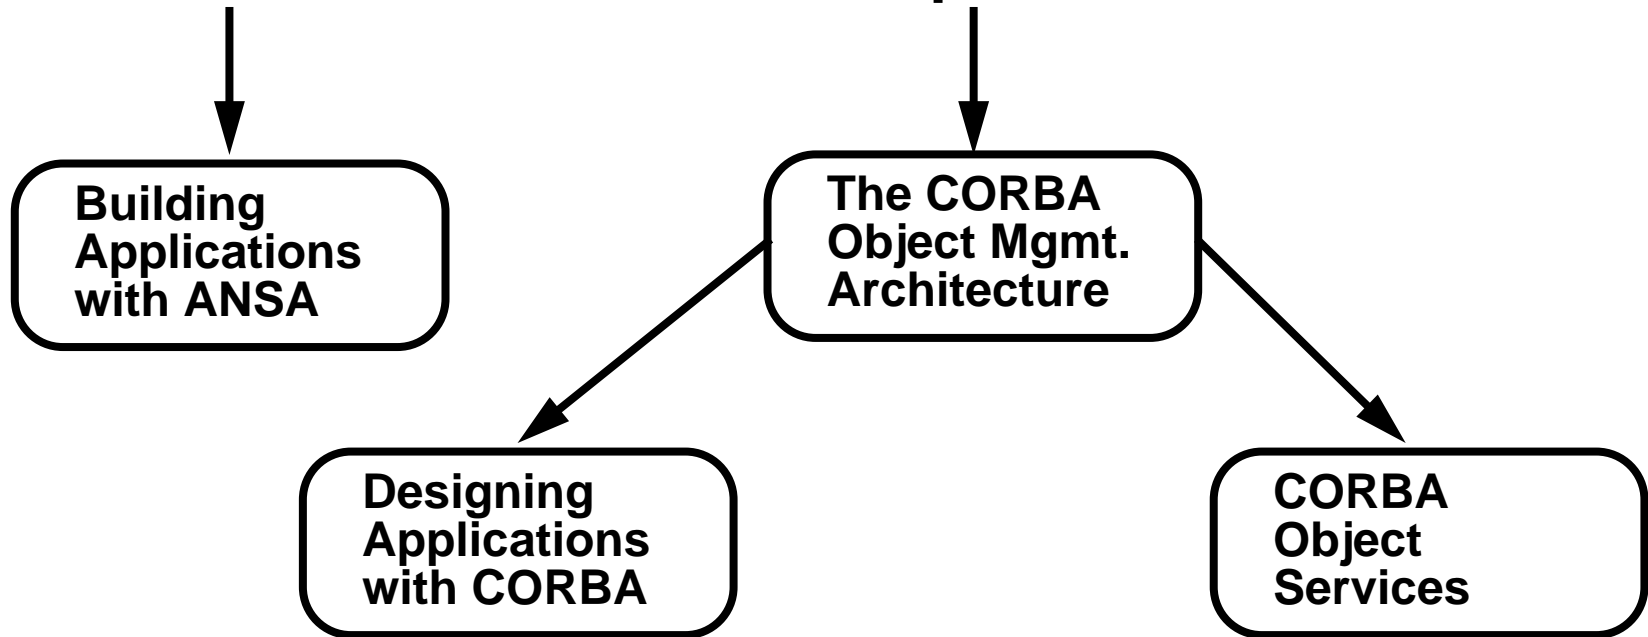 Building
Applications
with ANSA
The CORBA
Object Mgmt.
Architecture
Designing
Applications
with CORBA
CORBA
Object
Services